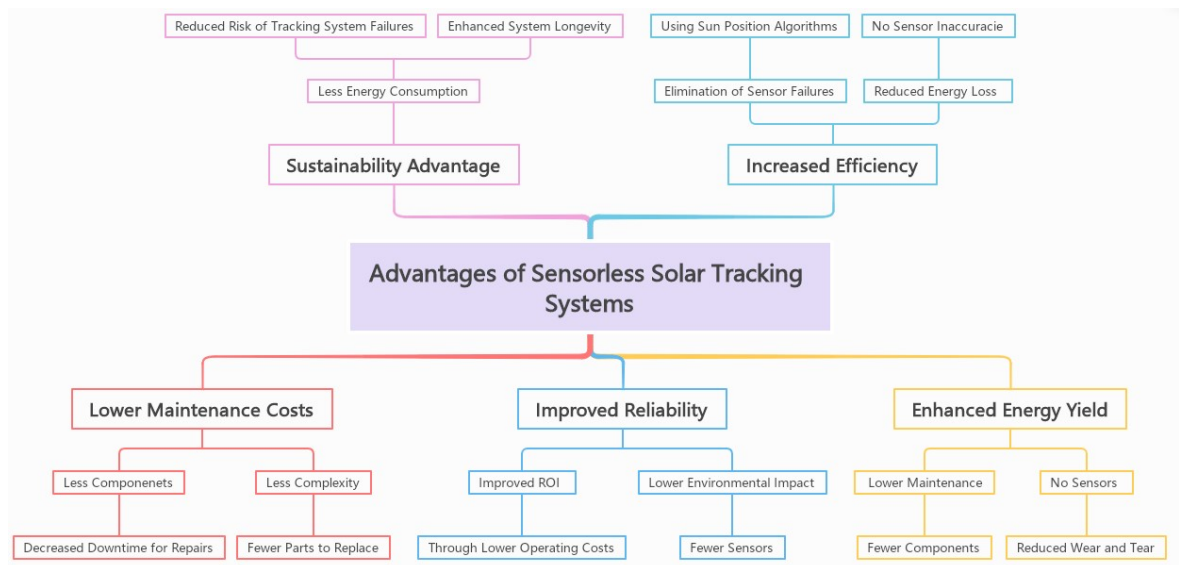 Reduced Risk of Tracking System Failures
Enhanced System Longevity
Using Sun Position Algorithms
No Sensor Inaccuracie
Less Energy Consumption
Elimination of Sensor Failures
Reduced Energy Loss
Sustainability Advantage
Increased Efficiency
Advantages of Sensorless Solar Tracking
Systems
Lower Maintenance Costs
Improved Reliability
Enhanced Energy Yield
Less Componenets
Less Complexity
Improved ROI
Lower Environmental Impact
Lower Maintenance
No Sensors
Decreased Downtime for Repairs
Fewer Parts to Replace
Through Lower Operating Costs
Fewer Sensors
Fewer Components
Reduced Wear and Tear